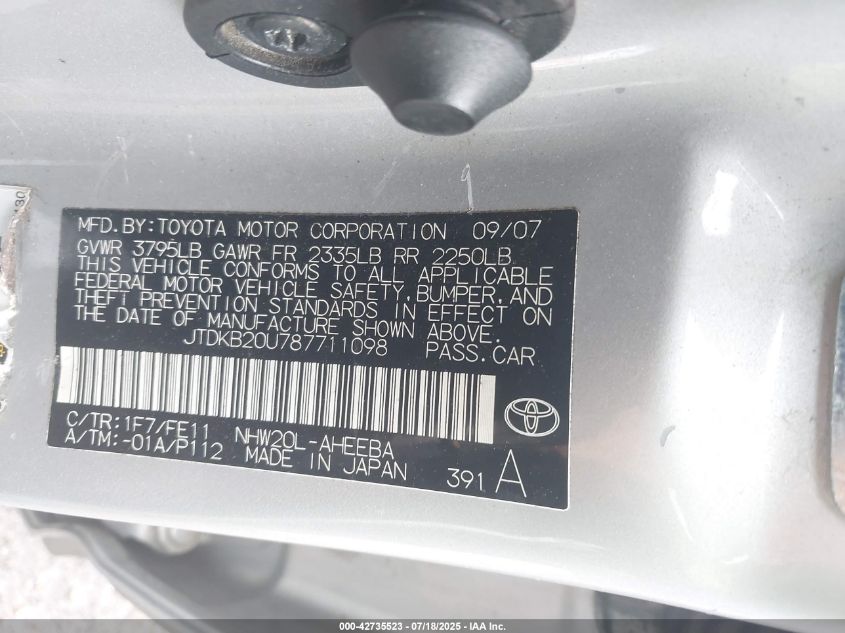 MFD. BY: TOYOTA MOTOR CORPORATION 09/07
GVWR 3795LB GAWR FR 2335LB RR 2250LB
THIS VEHICLE CONFORMS TO ALL APPLICABLE
FEDERAL MOTOR VEHICLE SAFETY, BUMPER, AND
THEFT PREVENTION STANDARDS IN EFFECT ON
THE DATE OF MANUFACTURE SHOWN ABOVE.
JTDKB20U787711098 PASS. CAR
C/TR: 1F7/FE11 NHW20L-AHEEBA
A/TM: -01A/P112 MADE IN JAPAN
391 A
000-42735523 - 07/18/2025 - IAA Inc.